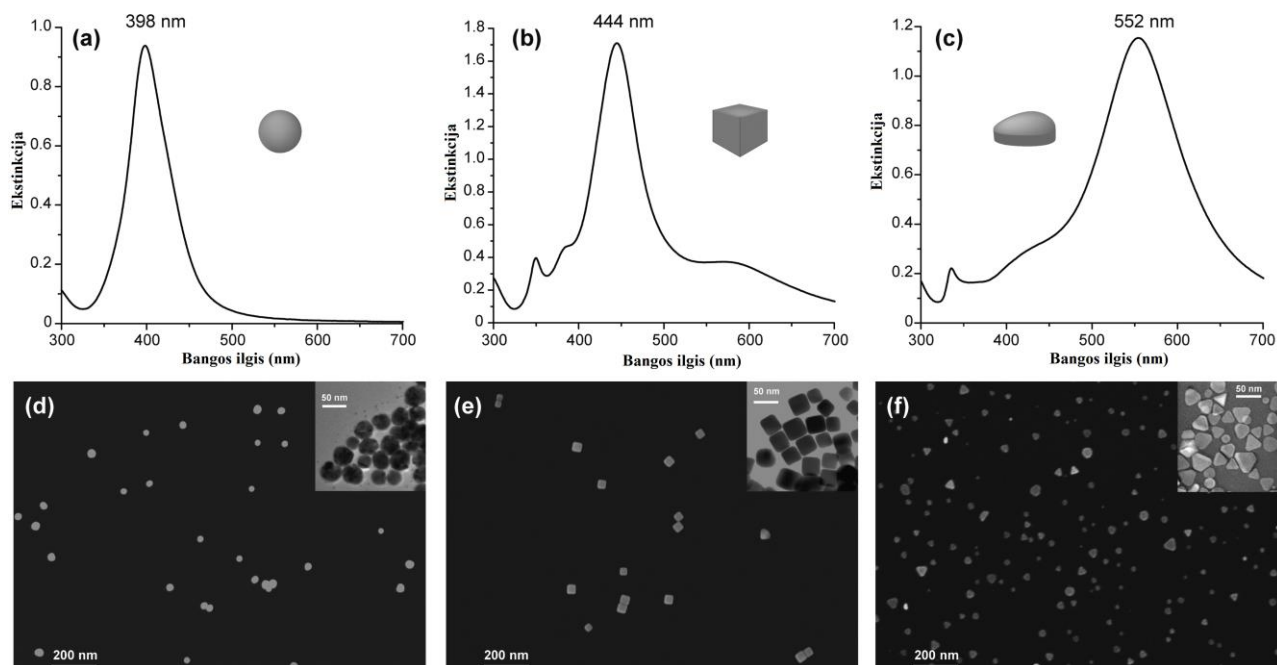 398 nm
(a)
1.0
0.8
0.6
0.4
0.2
0
Ekstinkcija
300 400 500 600 700
Bangos ilgis (nm)
444 nm
(b)
1.8
1.6
1.4
1.2
1.0
0.8
0.6
0.4
0.2
0
Ekstinkcija
300 400 500 600 700
Bangos ilgis (nm)
552 nm
(c)
1.2
1.0
0.8
0.6
0.4
0.2
0
Ekstinkcija
300 400 500 600 700
Bangos ilgis (nm)
(d)
50 nm
200 nm
(e)
50 nm
200 nm
(f)
50 nm
200 nm